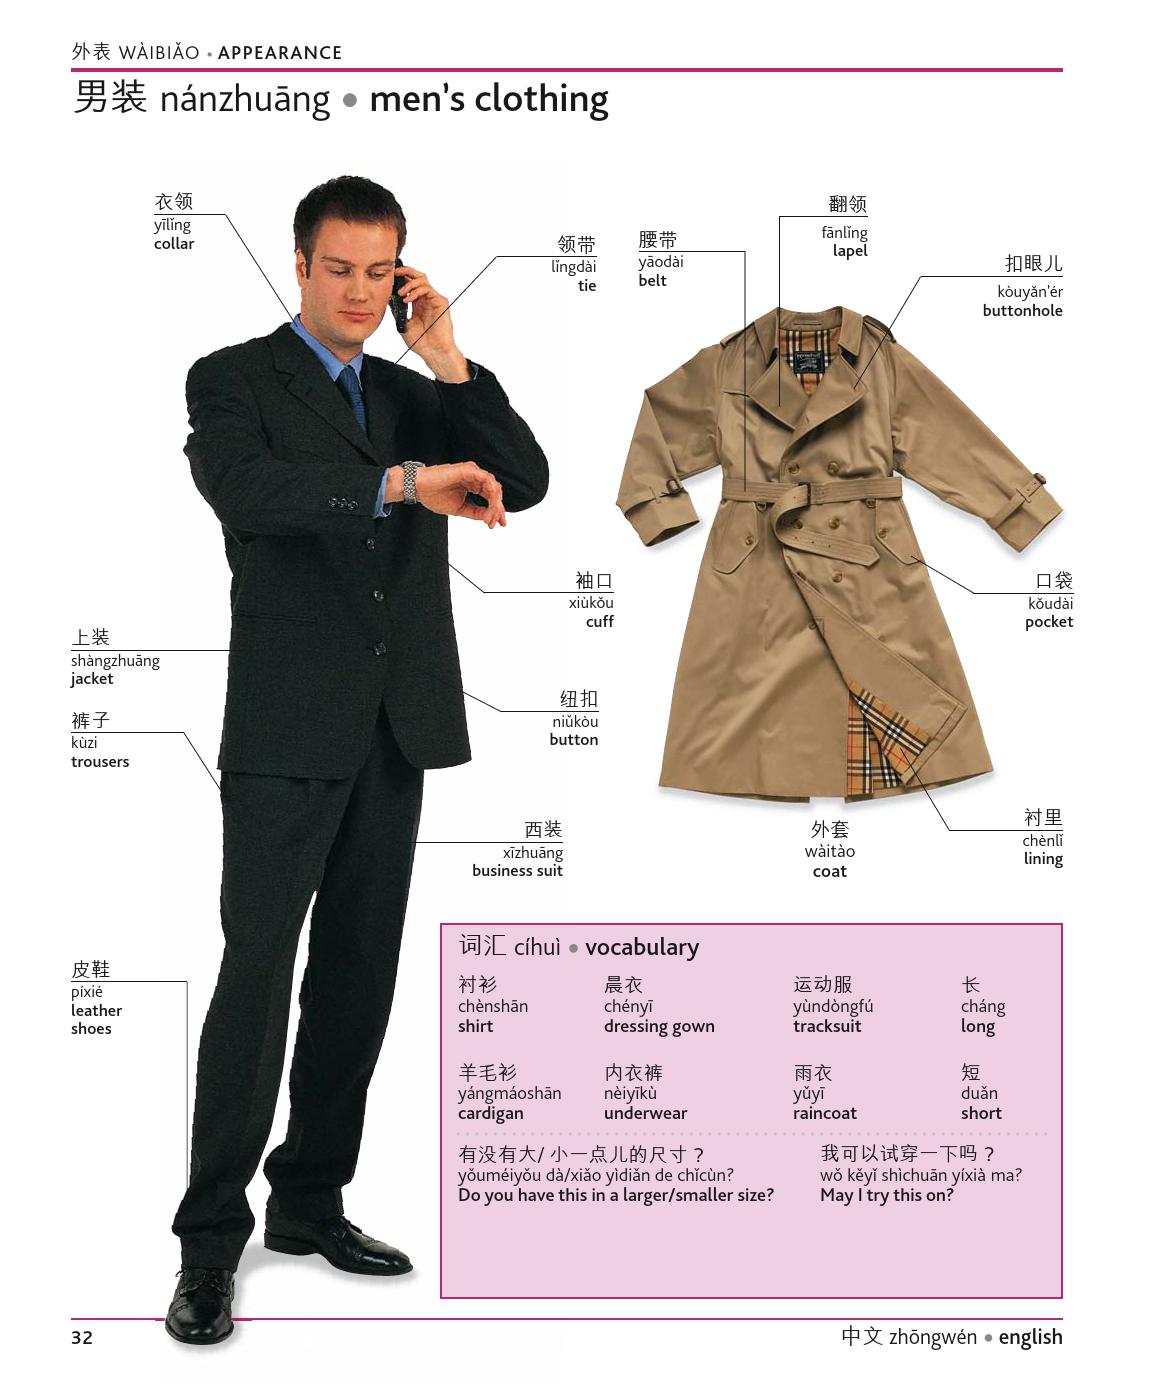 外表 WÀIBIǍO • APPEARANCE
男装 nánzhuāng • men's clothing
衣领
yīlǐng
collar
领带
lǐngdài
tie
腰带
yāodài
belt
翻领
fānlǐng
lapel
扣眼儿
kòuyǎn'ér
buttonhole
袖口
xiùkǒu
cuff
口袋
kǒudài
pocket
上装
shàngzhuāng
jacket
纽扣
niǔkòu
button
裤子
kùzi
trousers
西装
xīzhuāng
business suit
外套
wàitào
coat
衬里
chènlǐ
lining
皮鞋
píxié
leather
shoes
词汇 cíhuì • vocabulary
衬衫
chènshān
shirt
晨衣
chényī
dressing gown
运动服
yùndòngfú
tracksuit
长
cháng
long
羊毛衫
yángmáoshān
cardigan
内衣裤
nèiyīkù
underwear
雨衣
yǔyī
raincoat
短
duǎn
short
有没有大/ 小一点儿的尺寸？
yǒuméiyǒu dà/xiǎo yìdiǎn de chǐcùn?
Do you have this in a larger/smaller size?
我可以试穿一下吗？
wǒ kěyǐ shìchuān yíxià ma?
May I try this on?
32
中文 zhōngwén • english